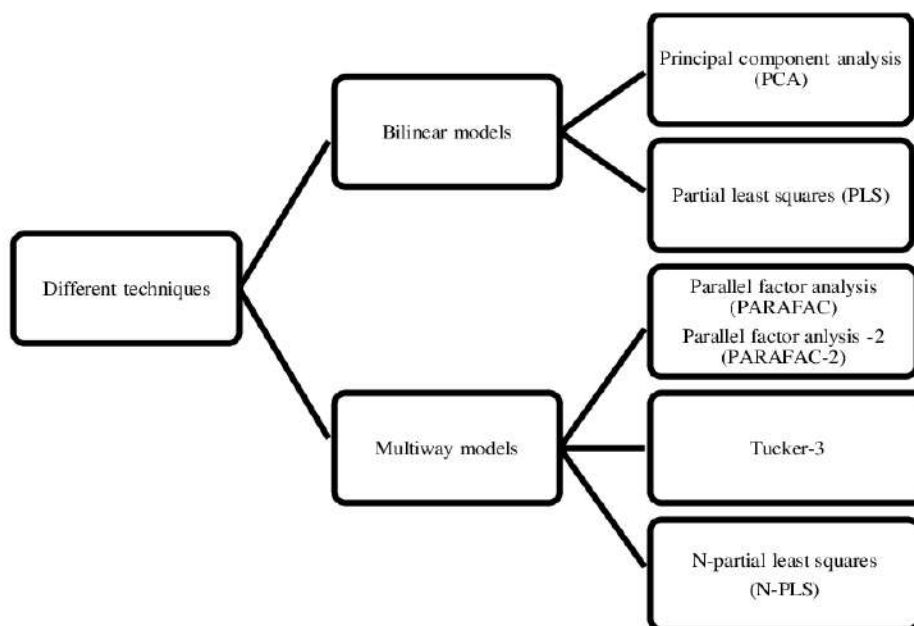 Different techniques
Bilinear models
Principal component analysis
(PCA)
Partial least squares (PLS)
Multiway models
Parallel factor analysis
(PARAFAC)
Parallel factor anlysis -2
(PARAFAC-2)
Tucker-3
N-partial least squares
(N-PLS)